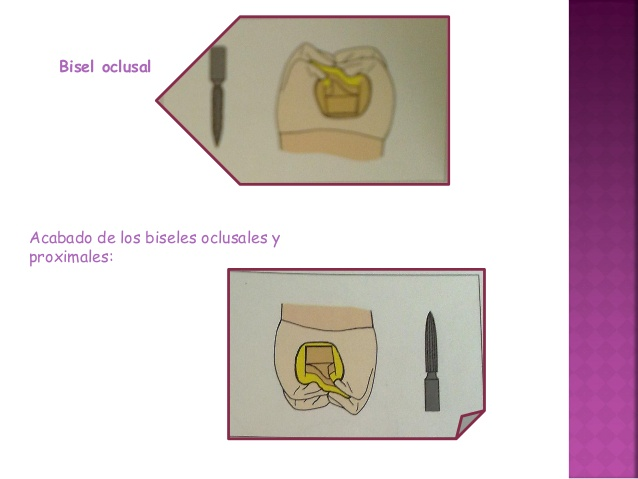 Bisel oclusal
Acabado de los biseles oclusales y
proximales: